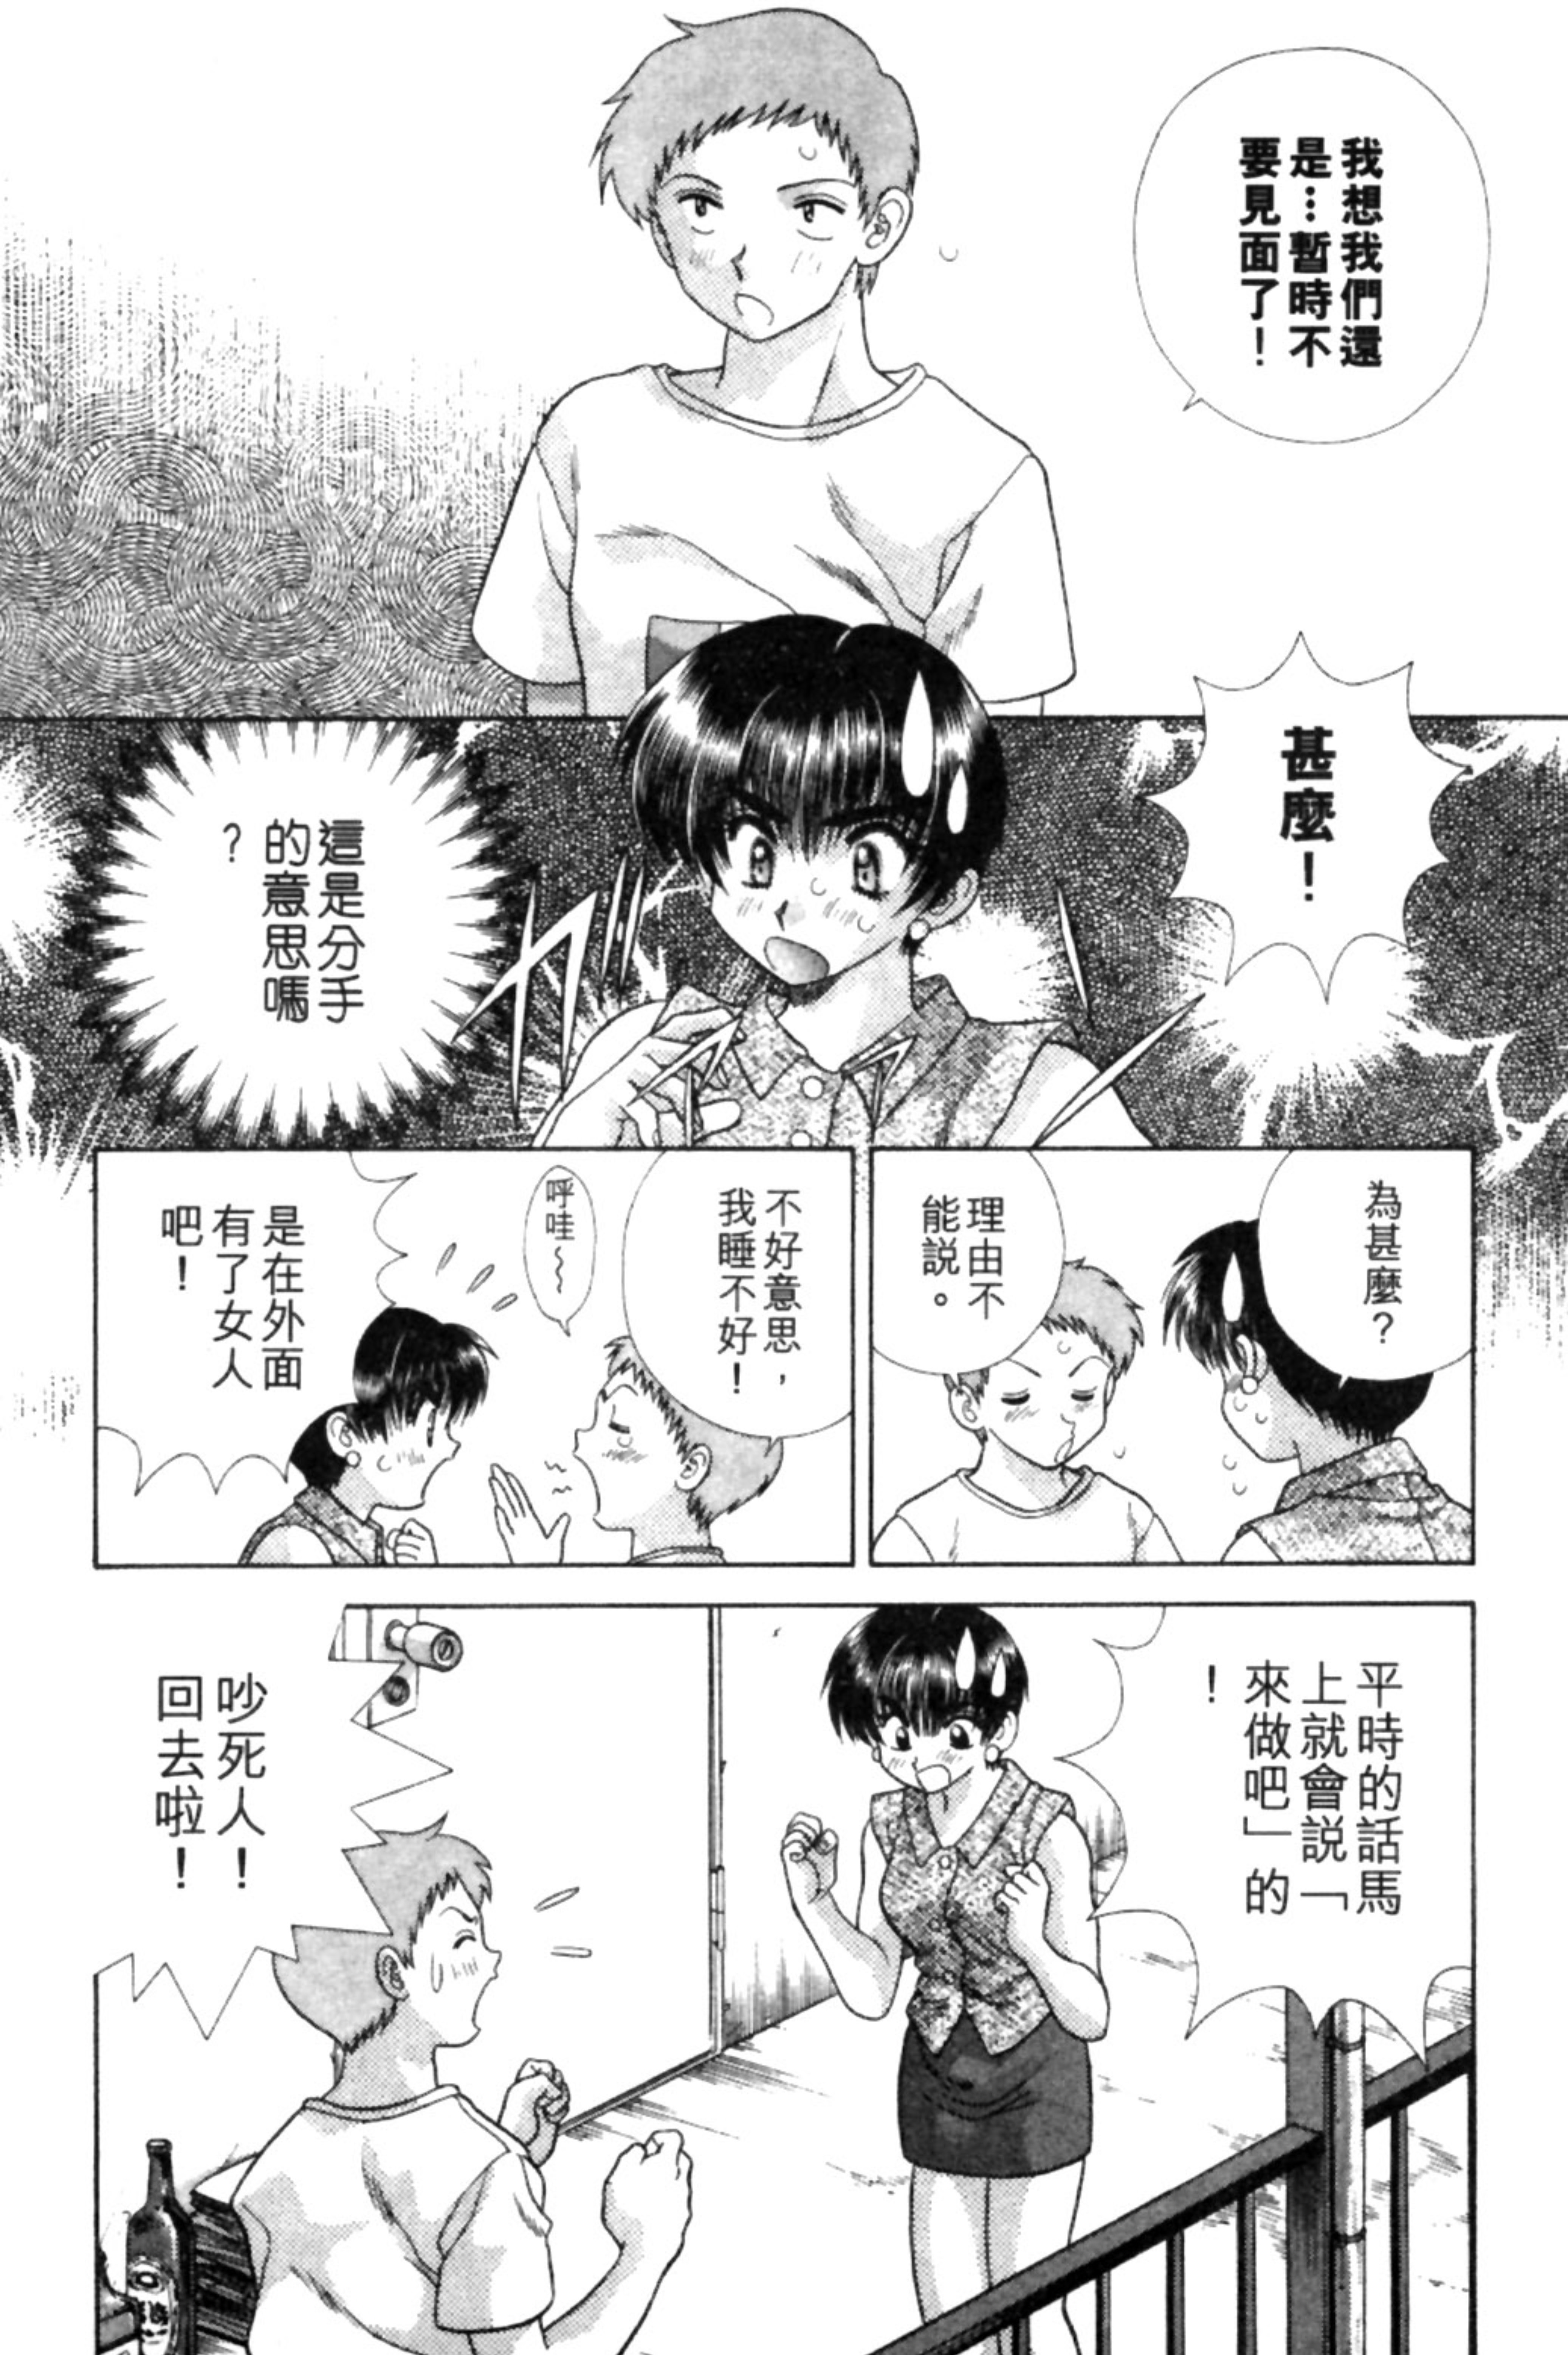 我想我們還
是…暫時不
要見面了！
甚麼！
這是分手
的意思嗎
？
為甚麼？
理由不
能説。
不好意思，
我睡不好！
呼哇～
是在外面
有了女人
吧！
平時的話馬
上就會説「
來做吧」的
！
吵死人！
回去啦！